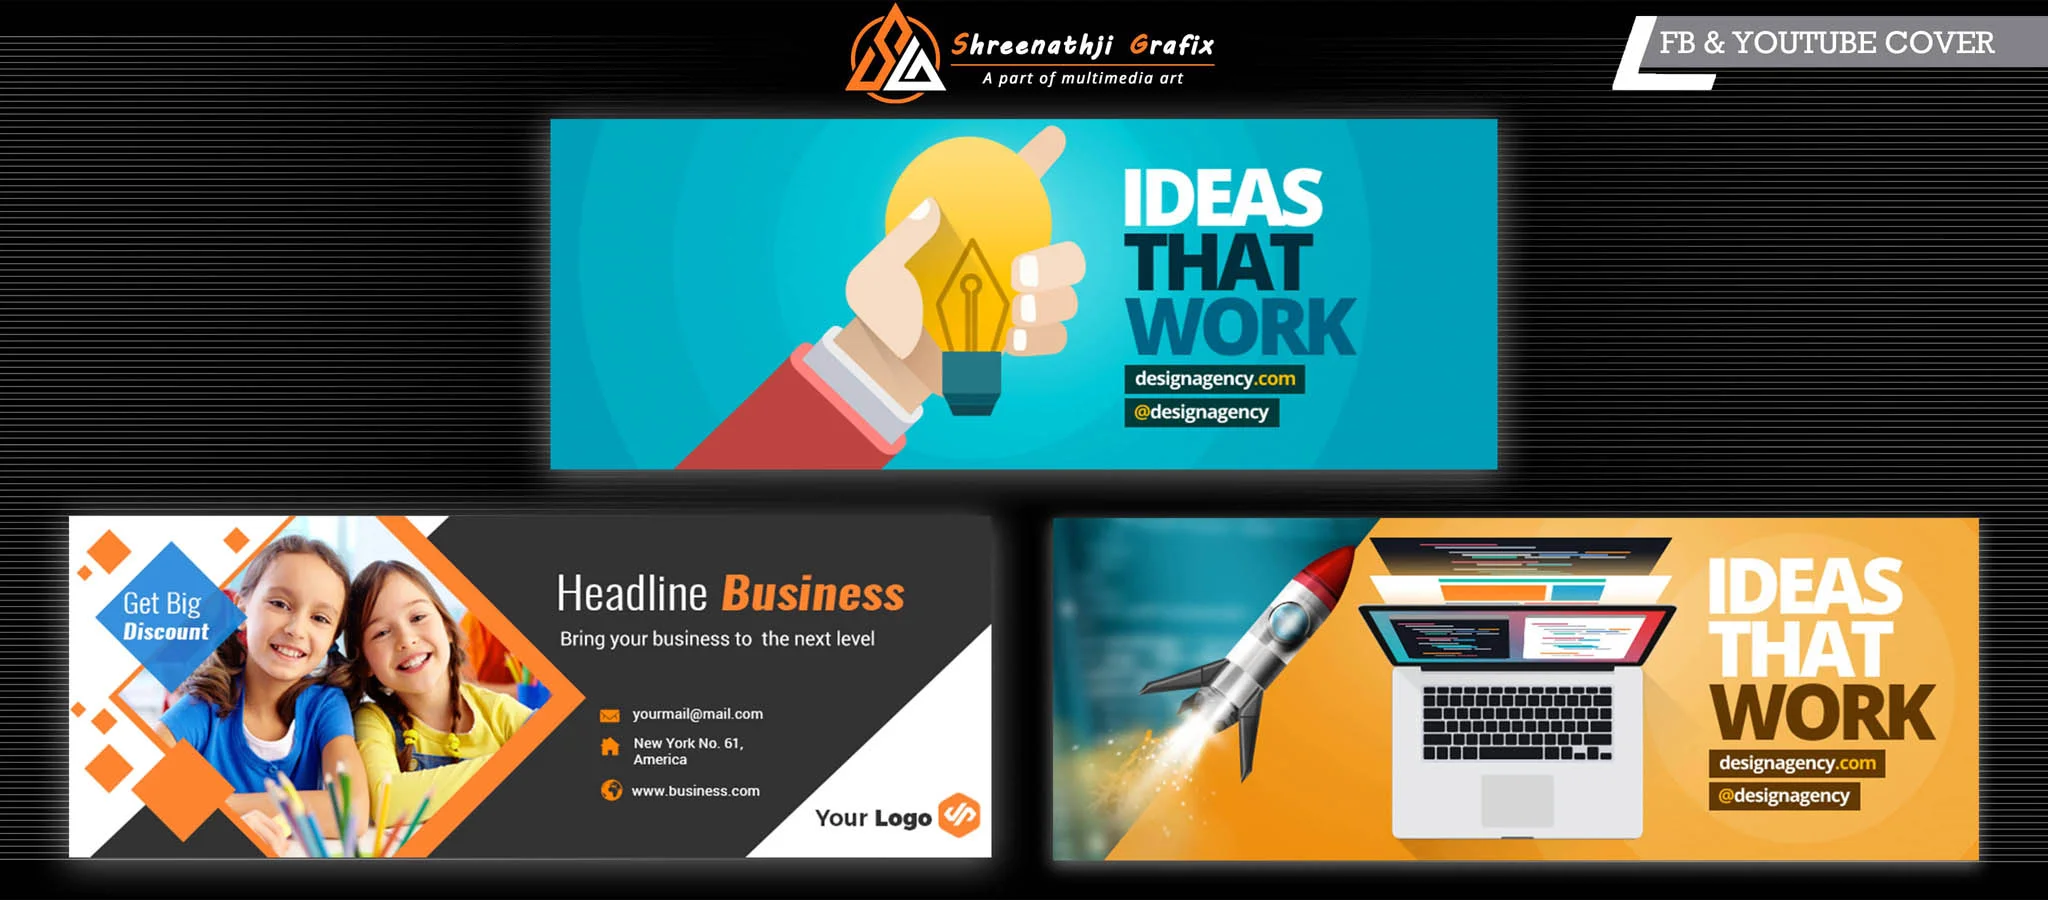 Shreenathji Grafix
A part of multimedia art
FB & YOUTUBE COVER
IDEAS
THAT
WORK
designagency.com
@designagency
Get Big
Discount
Headline Business
Bring your business to the next level
yourmail@mail.com
New York No. 61,
America
www.business.com
Your Logo
IDEAS
THAT
WORK
designagency.com
@designagency